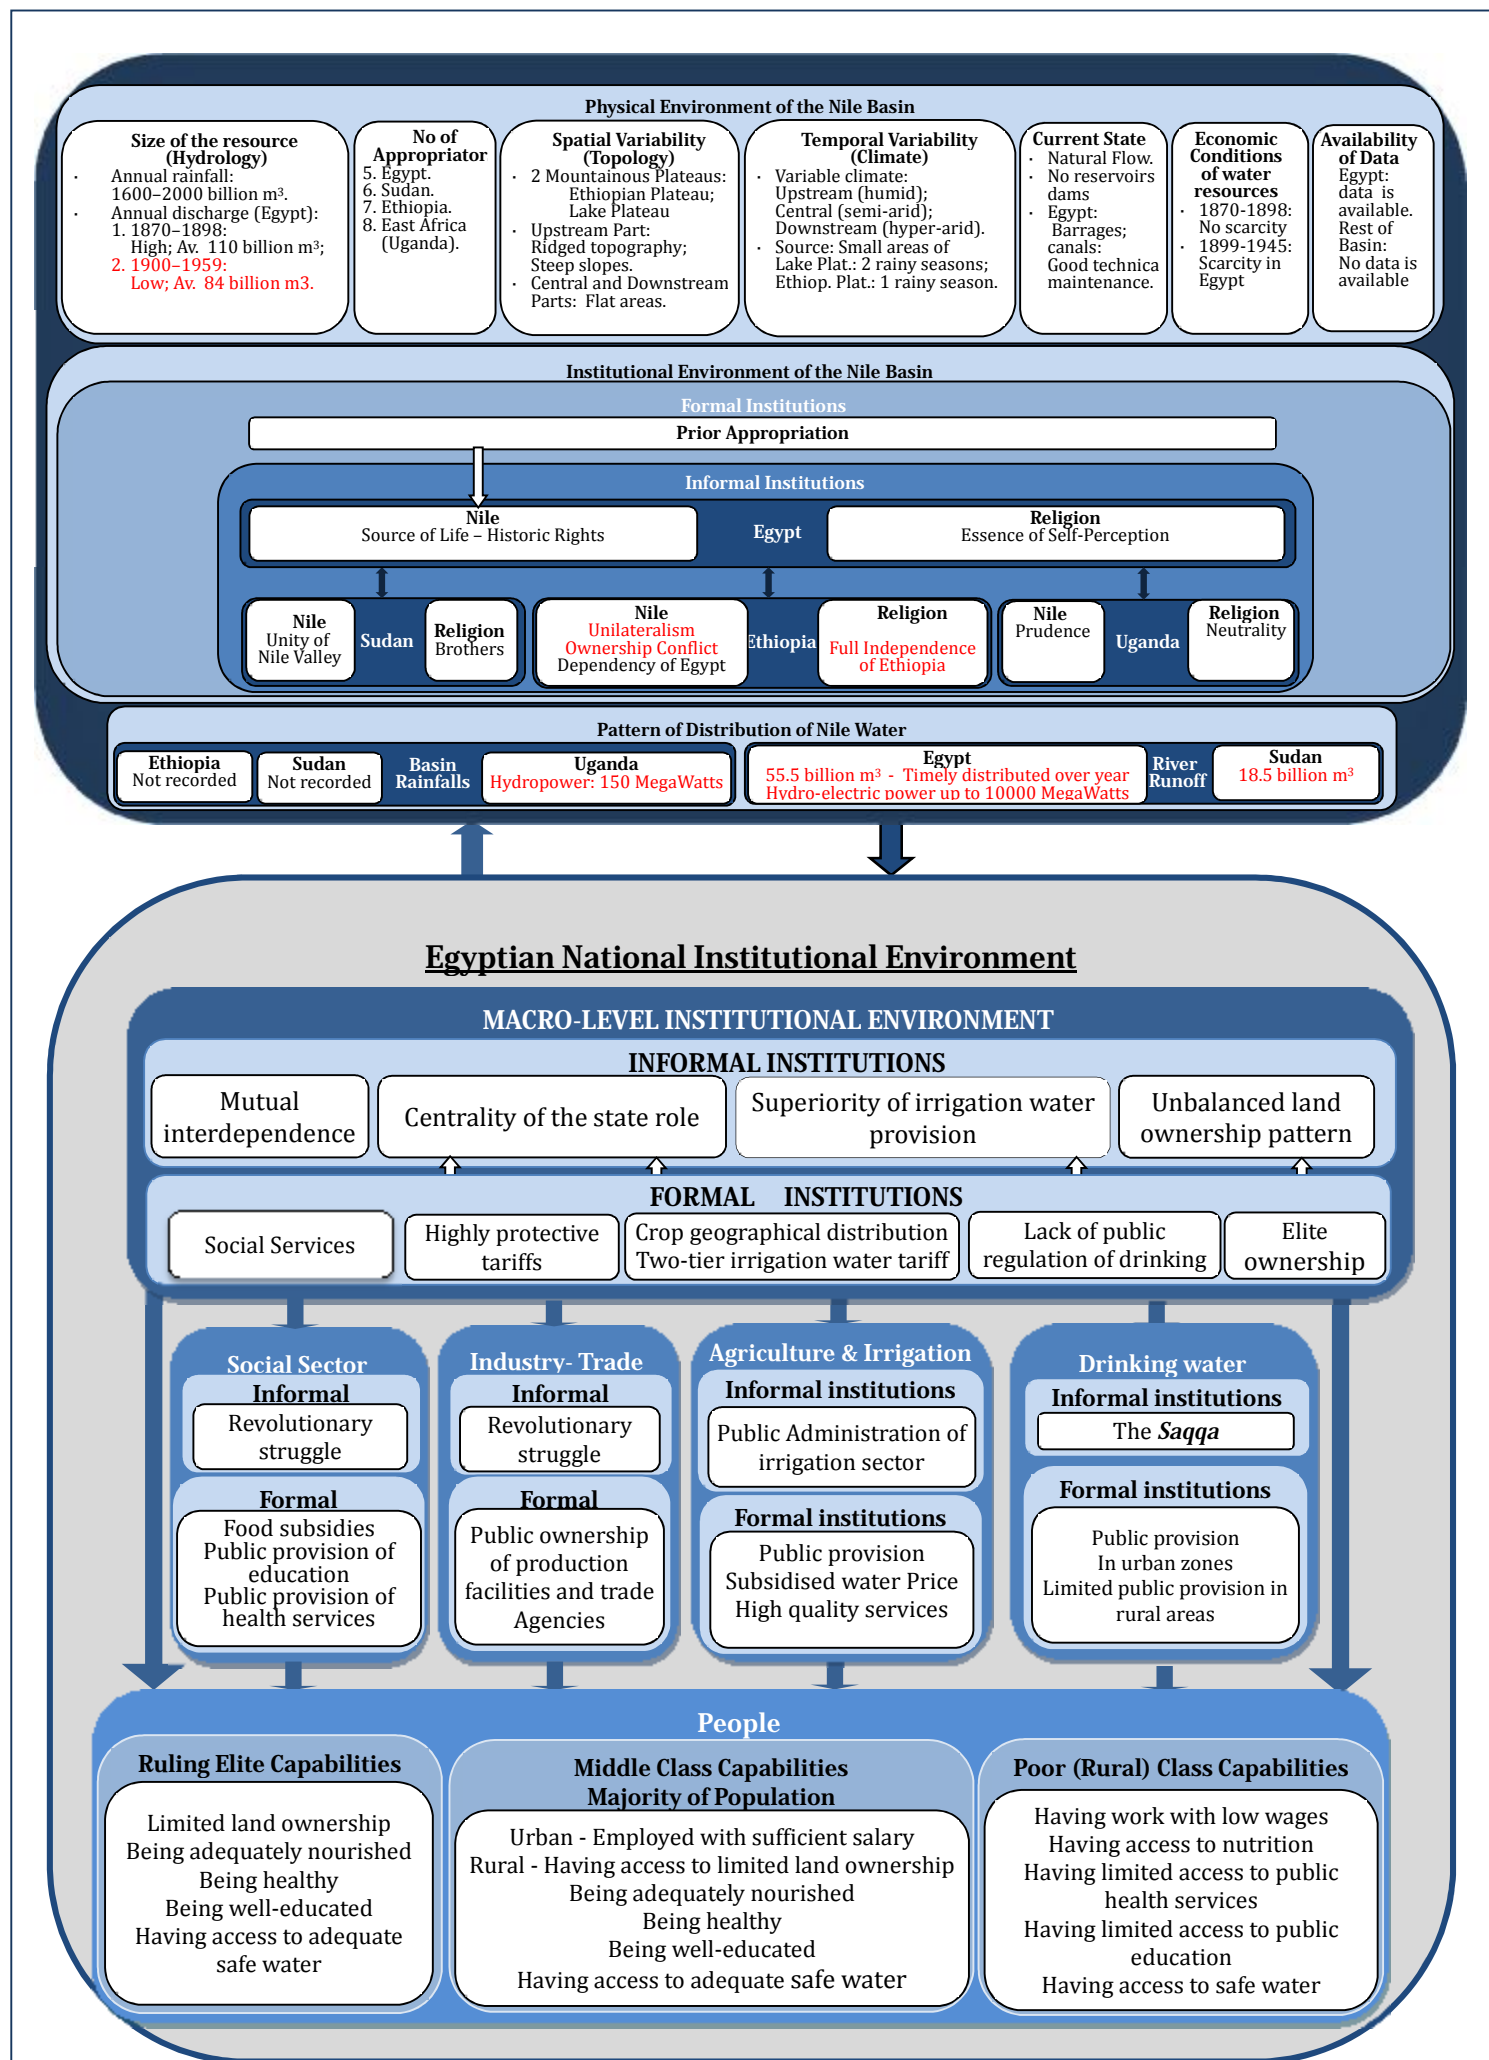 Physical Environment of the Nile Basin
Size of the resource
(Hydrology)
· Annual rainfall:
1600–2000 billion m³.
· Annual discharge (Egypt):
1. 1870–1898:
High; Av. 110 billion m³;
2. 1900–1959:
Low; Av. 84 billion m3.
No of
Appropriator
5. Egypt.
6. Sudan.
7. Ethiopia.
8. East Africa
(Uganda).
Spatial Variability
(Topology)
· 2 Mountainous Plateaus:
Ethiopian Plateau;
Lake Plateau
· Upstream Part:
Ridged topography;
Steep slopes.
· Central and Downstream
Parts: Flat areas.
Temporal Variability
(Climate)
· Variable climate:
Upstream (humid);
Central (semi-arid);
Downstream (hyper-arid).
· Source: Small areas of
Lake Plat.: 2 rainy seasons;
Ethiop. Plat.: 1 rainy season.
Current State
· Natural Flow.
· No reservoirs
dams
· Egypt:
Barrages;
canals:
Good technica
maintenance.
Economic
Conditions
of water
resources
· 1870-1898:
No scarcity
· 1899-1945:
Scarcity in
Egypt
Availability
of Data
Egypt:
data is
available.
Rest of
Basin:
No data is
available
Institutional Environment of the Nile Basin
Formal Institutions
Prior Appropriation
Informal Institutions
Nile
Source of Life – Historic Rights
Egypt
Religion
Essence of Self-Perception
Nile
Unity of
Nile Valley
Sudan
Religion
Brothers
Nile
Unilateralism
Ownership Conflict
Dependency of Egypt
Ethiopia
Religion
Full Independence
of Ethiopia
Nile
Prudence
Uganda
Religion
Neutrality
Pattern of Distribution of Nile Water
Ethiopia
Not recorded
Sudan
Not recorded
Basin
Rainfalls
Uganda
Hydropower: 150 MegaWatts
Egypt
55.5 billion m³ - Timely distributed over year
Hydro-electric power up to 10000 MegaWatts
River
Runoff
Sudan
18.5 billion m³
Egyptian National Institutional Environment
MACRO-LEVEL INSTITUTIONAL ENVIRONMENT
INFORMAL INSTITUTIONS
Mutual
interdependence
Centrality of the state role
Superiority of irrigation water
provision
Unbalanced land
ownership pattern
FORMAL INSTITUTIONS
Social Services
Highly protective
tariffs
Crop geographical distribution
Two-tier irrigation water tariff
Lack of public
regulation of drinking
Elite
ownership
Social Sector
Informal
Revolutionary
struggle
Formal
Food subsidies
Public provision of
education
Public provision of
health services
Industry- Trade
Informal
Revolutionary
struggle
Formal
Public ownership
of production
facilities and trade
Agencies
Agriculture & Irrigation
Informal institutions
Public Administration of
irrigation sector
Formal institutions
Public provision
Subsidised water Price
High quality services
Drinking water
Informal institutions
The Saqqa
Formal institutions
Public provision
In urban zones
Limited public provision in
rural areas
People
Ruling Elite Capabilities
Limited land ownership
Being adequately nourished
Being healthy
Being well-educated
Having access to adequate
safe water
Middle Class Capabilities
Majority of Population
Urban - Employed with sufficient salary
Rural - Having access to limited land ownership
Being adequately nourished
Being healthy
Being well-educated
Having access to adequate safe water
Poor (Rural) Class Capabilities
Having work with low wages
Having access to nutrition
Having limited access to public
health services
Having limited access to public
education
Having access to safe water